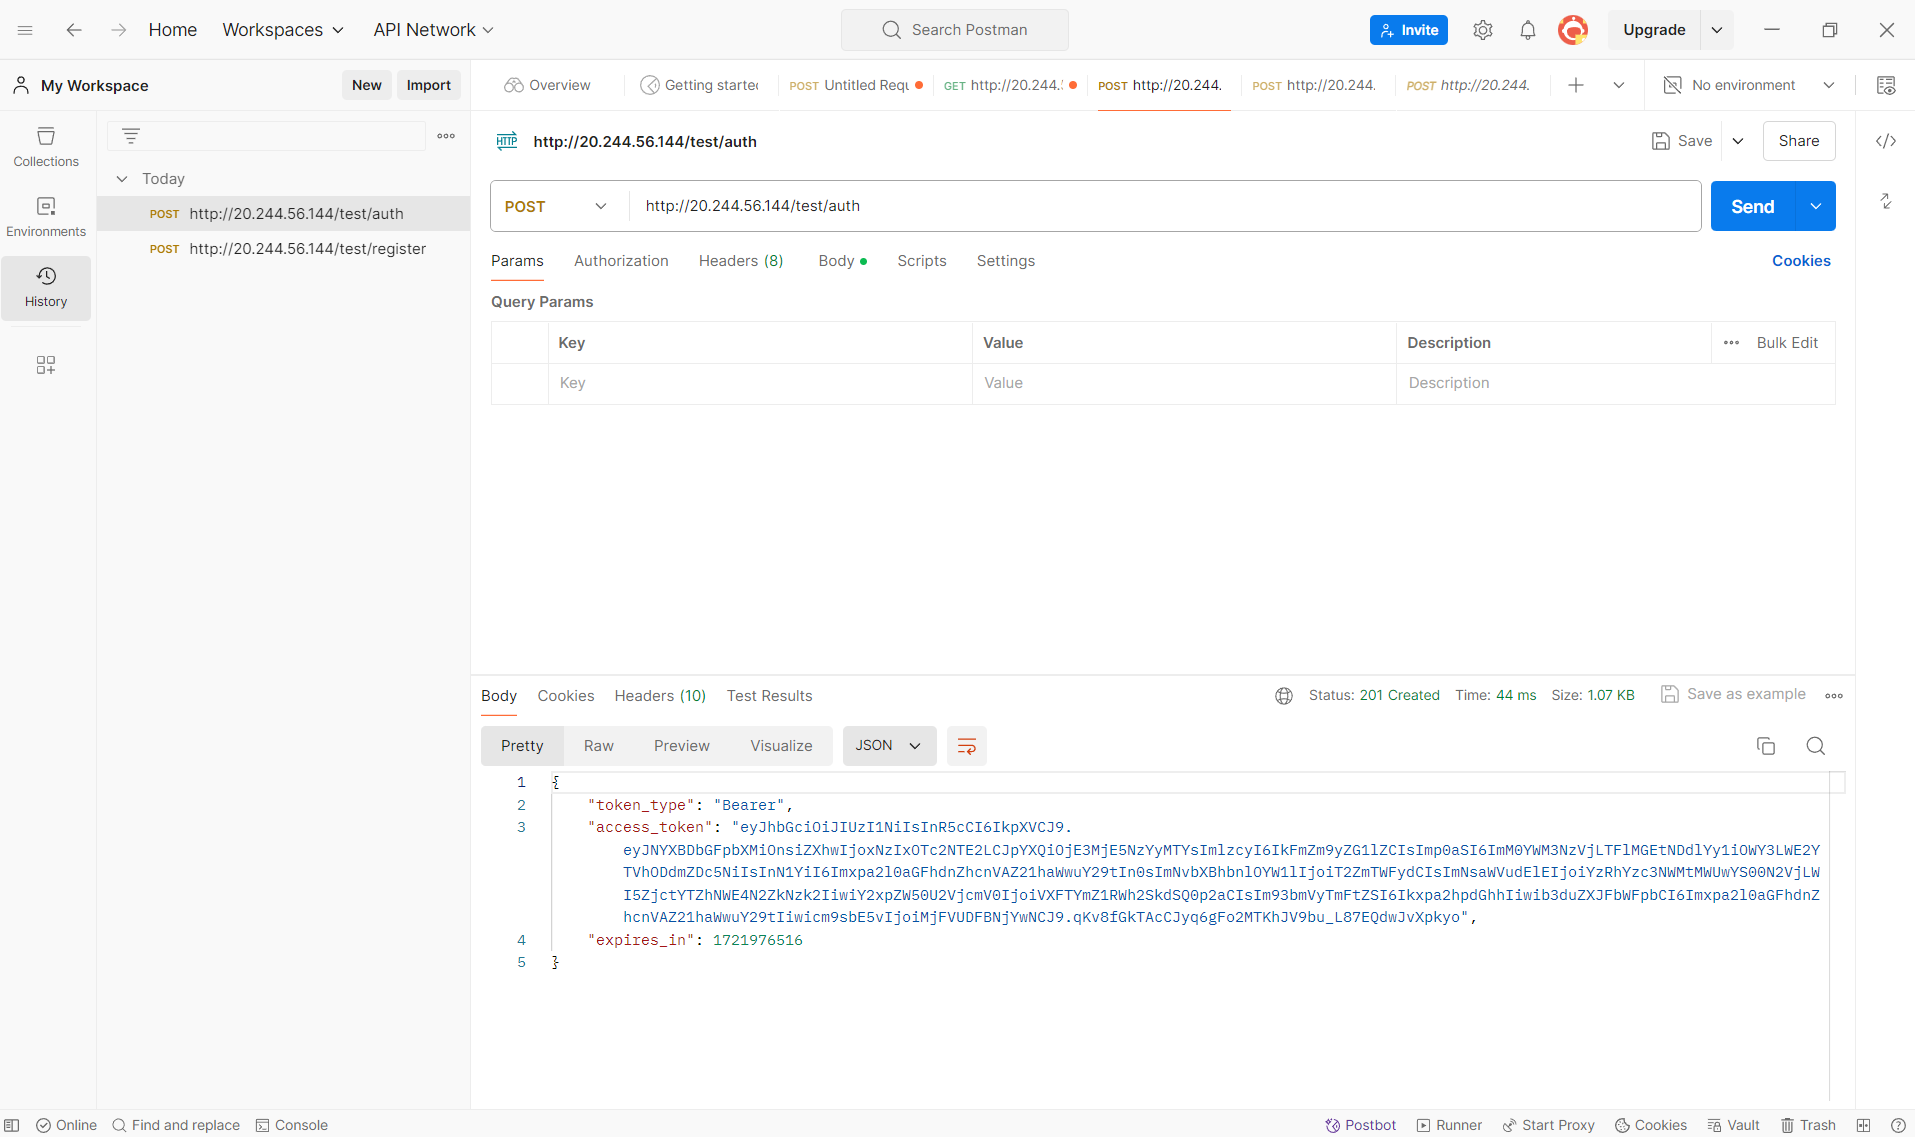 Home
Workspaces
API Network
Search Postman
Invite
Upgrade
My Workspace
New
Import
Overview
Getting started
POST Untitled Requ
GET http://20.244.5
POST http://20.244.
POST http://20.244.
POST http://20.244.
No environment
Collections
Environments
History
Today
POST http://20.244.56.144/test/auth
POST http://20.244.56.144/test/register
HTTP http://20.244.56.144/test/auth
Save
Share
POST
http://20.244.56.144/test/auth
Send
Params
Authorization
Headers (8)
Body
Scripts
Settings
Cookies
Query Params
Key
Value
Description
Bulk Edit
Key
Value
Description
Body
Cookies
Headers (10)
Test Results
Status: 201 Created
Time: 44 ms
Size: 1.07 KB
Save as example
Pretty
Raw
Preview
Visualize
JSON
1 {
2 "token_type": "Bearer",
3 "access_token": "eyJhbGciOiJIUzI1NiIsInR5cCI6IkpXVCJ9.
eyJNYXBDbGFpbXMiOnsiZXhwIjoxNzIxOTc2NTE2LCJpYXQiOjE3MjE5NzYyMTYsImlzcyI6IkFmZm9yZG1lZCIsImp0aSI6ImM0YWM3NzVjLTFlMGEtNDdlYy1iOWY3LWE2Y
TVhODdmZDc5NiIsInN1YiI6Imxpa2l0aGFhdnZhcnVAZ21haWwuY29tIn0sImNvbXBhbnlOYW1lIjoiT2ZmTWFydCIsImNsaWVudElEIjoiYzRhYzc3NWMtMWUwYS00N2VjLW
I5ZjctYTZhNWE4N2ZkNzk2IiwiY2xpZW50U2VjcmV0IjoiVXFTYmZ1RWh2SkdSQ0p2aCIsIm93bmVyTmFtZSI6Ikxpa2hpdGhhIiwib3duZXJFbWFpbCI6Imxpa2l0aGFhdnZ
hcnVAZ21haWwuY29tIiwicm9sbE5vIjoiMjFVUDFBNjYwNCJ9.qKv8fGkTAcCJyq6gFo2MTKhJV9bu_L87EQdwJvXpkyo",
4 "expires_in": 1721976516
5 }
Online
Find and replace
Console
Postbot
Runner
Start Proxy
Cookies
Vault
Trash